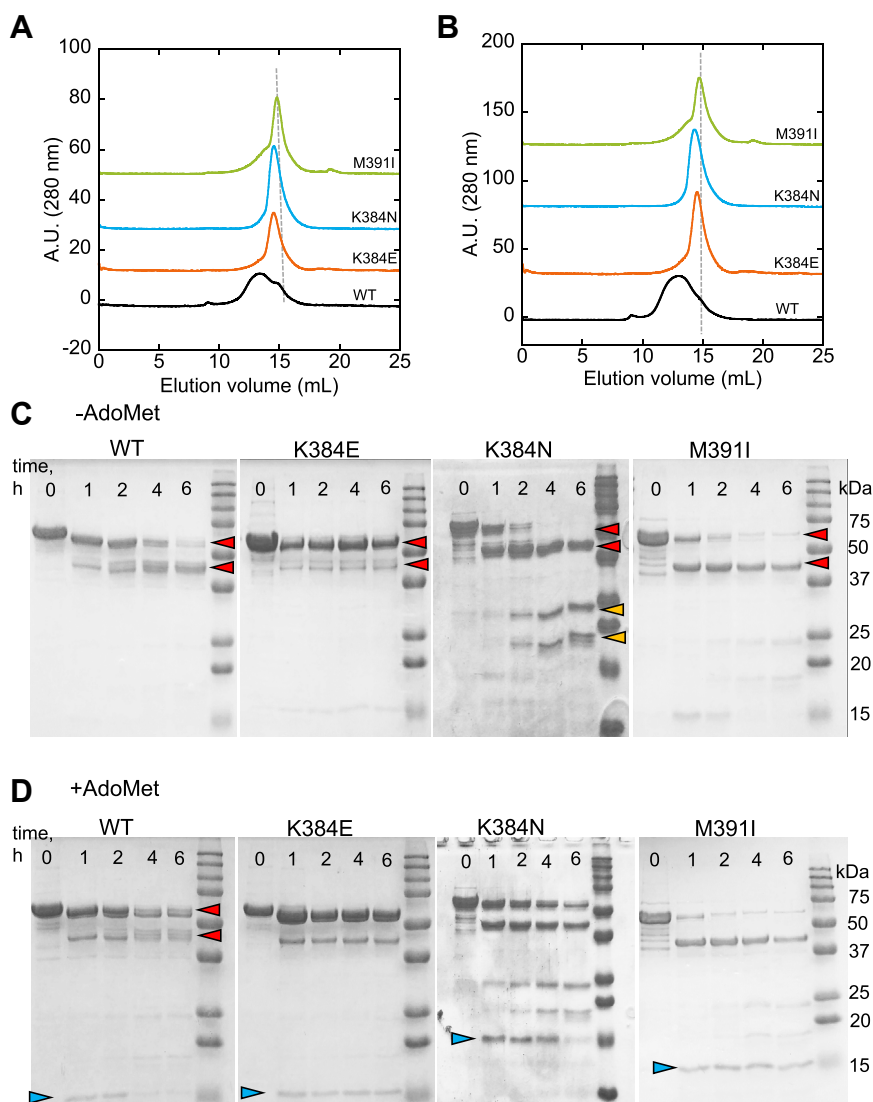 A
100
80
60
40
20
0
-20
A.U. (280 nm)
M391I
K384N
K384E
WT
0 5 10 15 20 25
Elution volume (mL)
B
200
150
100
50
0
A.U. (280 nm)
M391I
K384N
K384E
WT
0 5 10 15 20 25
Elution volume (mL)
C -AdoMet
WT K384E K384N M391I
time,
h 0 1 2 4 6 0 1 2 4 6 0 1 2 4 6 0 1 2 4 6 kDa
75
50
37
25
20
15
D +AdoMet
WT K384E K384N M391I
time,
h 0 1 2 4 6 0 1 2 4 6 0 1 2 4 6 0 1 2 4 6
kDa
75
50
37
25
20
15